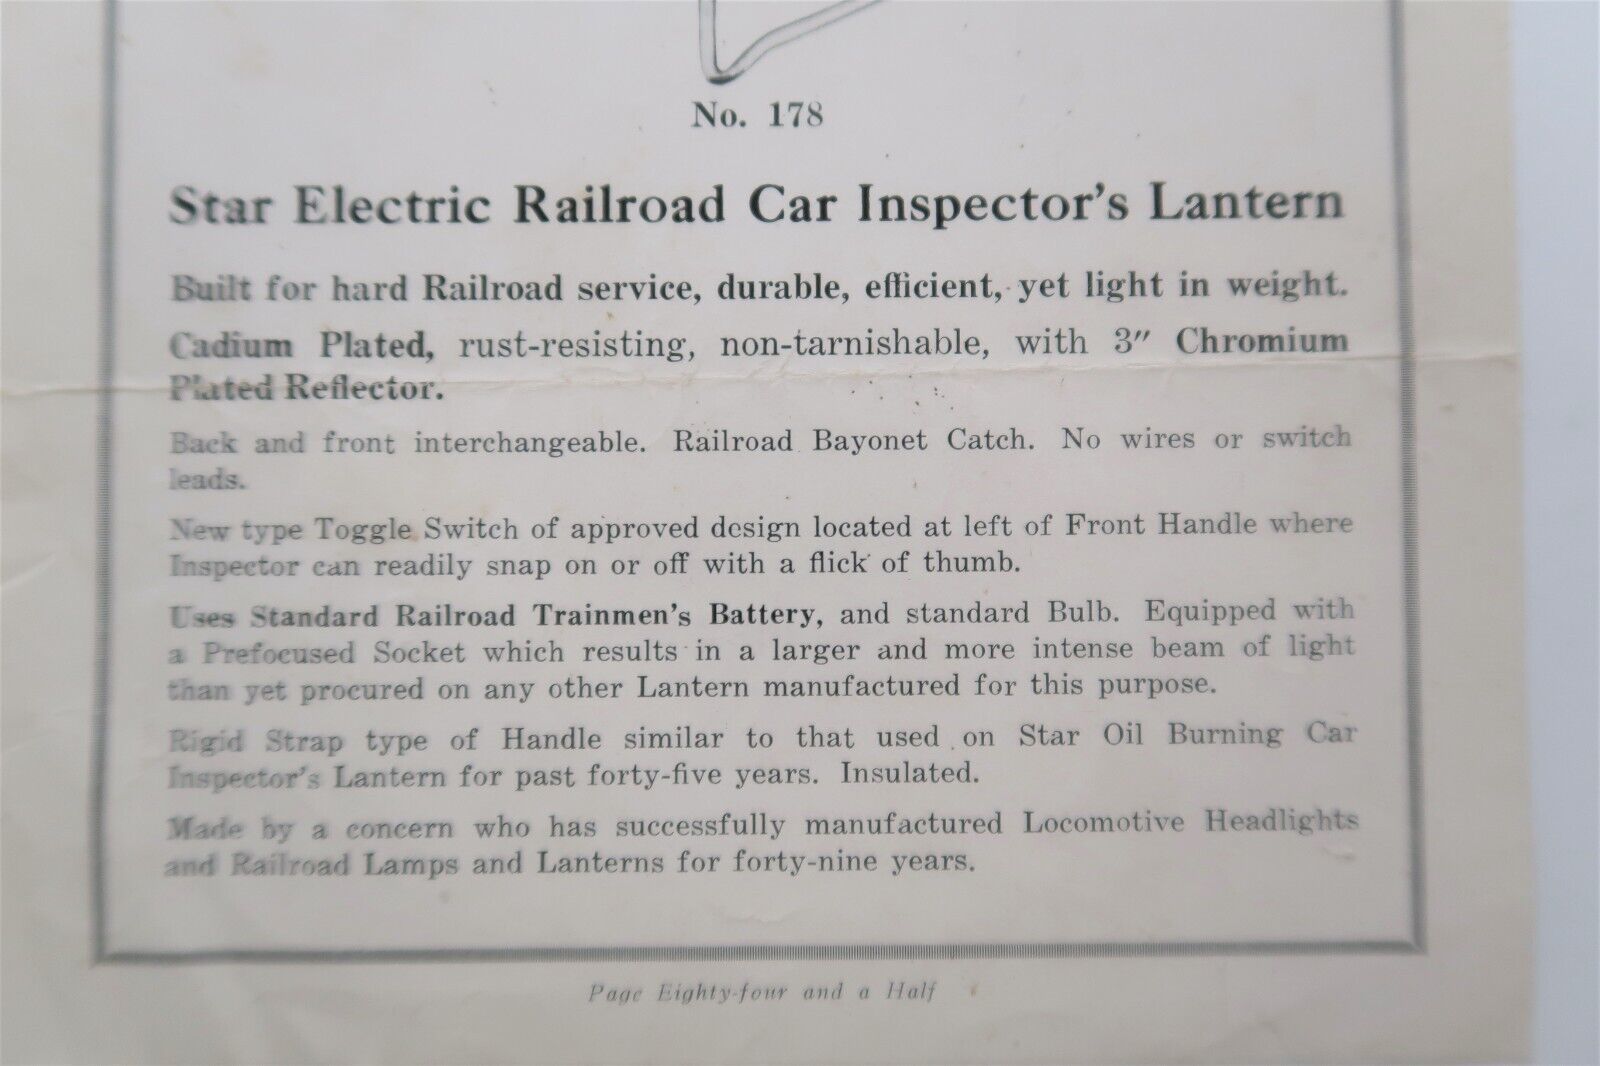 No. 178
Star Electric Railroad Car Inspector's Lantern
Built for hard Railroad service, durable, efficient, yet light in weight.
Cadium Plated, rust-resisting, non-tarnishable, with 3" Chromium
Plated Reflector.
Back and front interchangeable. Railroad Bayonet Catch. No wires or switch
leads.
New type Toggle Switch of approved design located at left of Front Handle where
Inspector can readily snap on or off with a flick of thumb.
Uses Standard Railroad Trainmen's Battery, and standard Bulb. Equipped with
a Prefocused Socket which results in a larger and more intense beam of light
than yet procured on any other Lantern manufactured for this purpose.
Rigid Strap type of Handle similar to that used on Star Oil Burning Car
Inspector's Lantern for past forty-five years. Insulated.
Made by a concern who has successfully manufactured Locomotive Headlights
and Railroad Lamps and Lanterns for forty-nine years.
Page Eighty-four and a Half